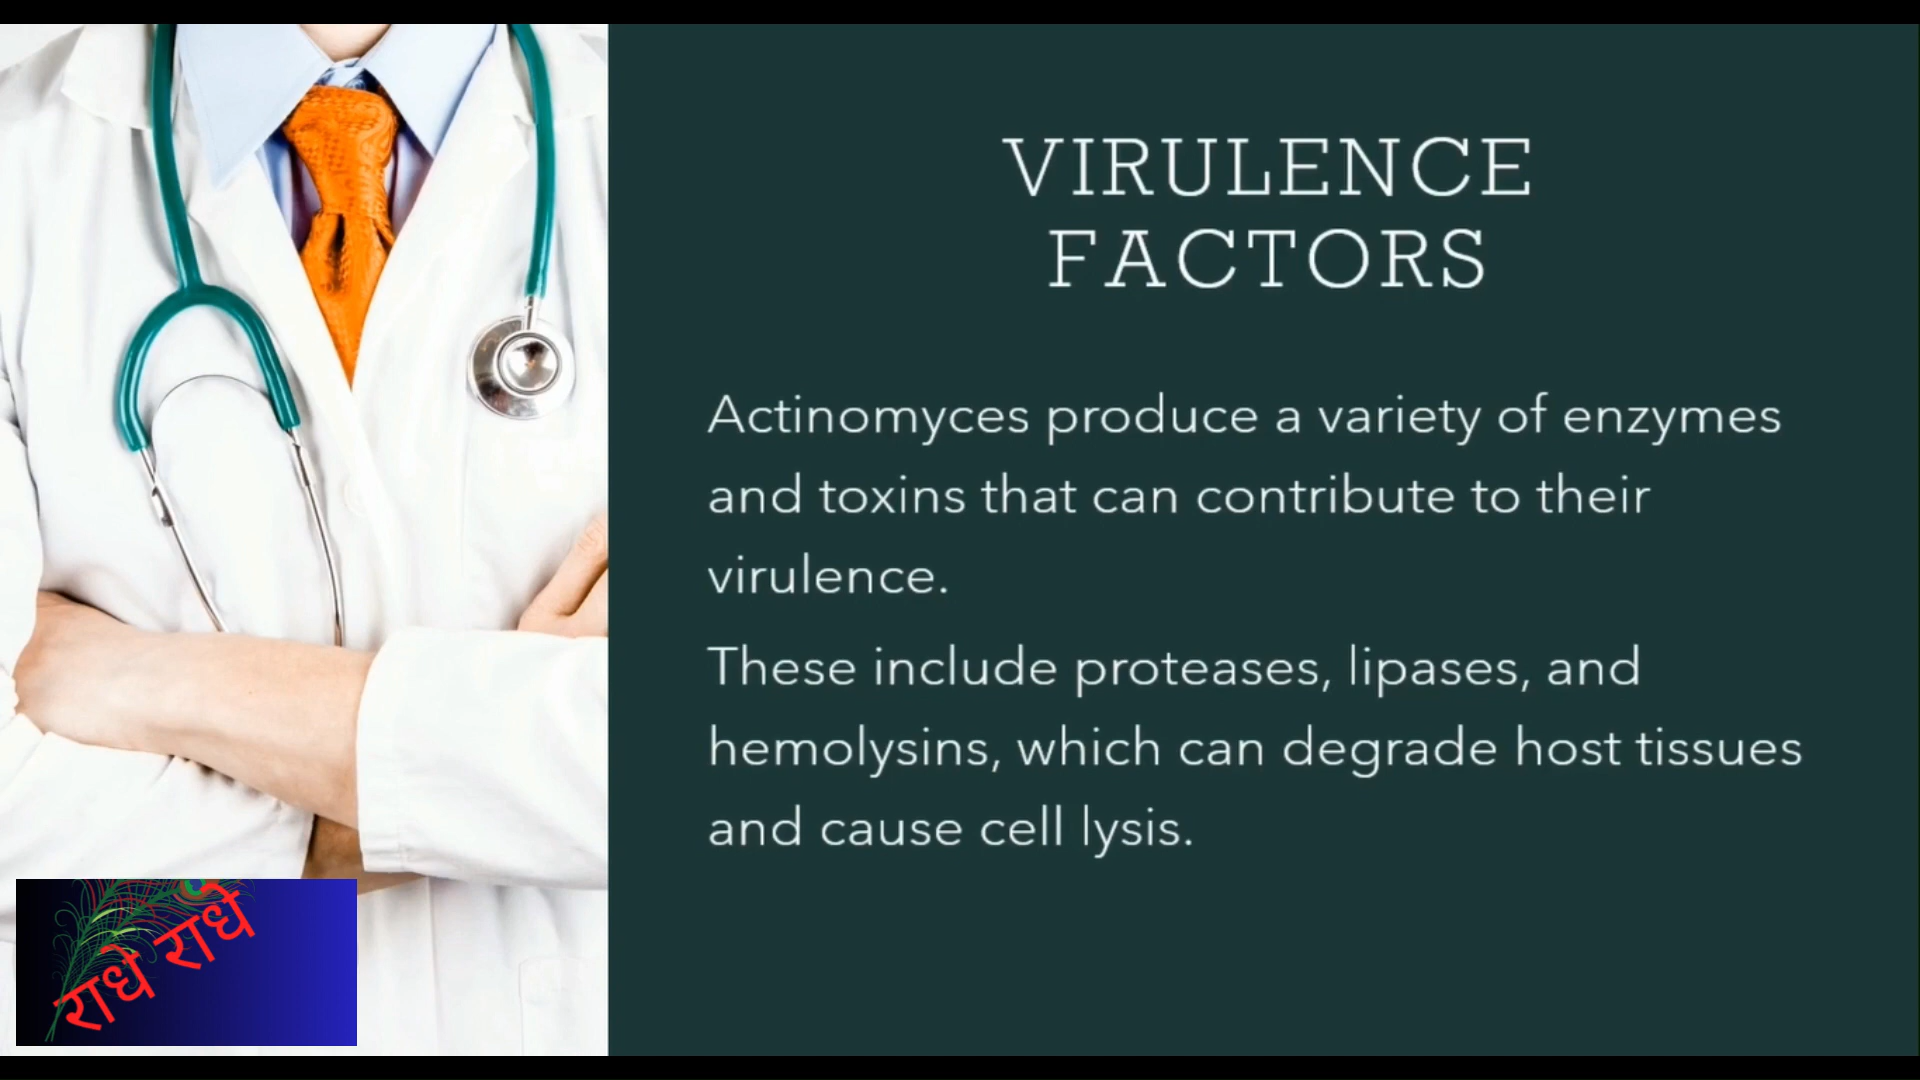 VIRULENCE
FACTORS
Actinomyces produce a variety of enzymes
and toxins that can contribute to their
virulence.
These include proteases, lipases, and
hemolysins, which can degrade host tissues
and cause cell lysis.
राधे राधे